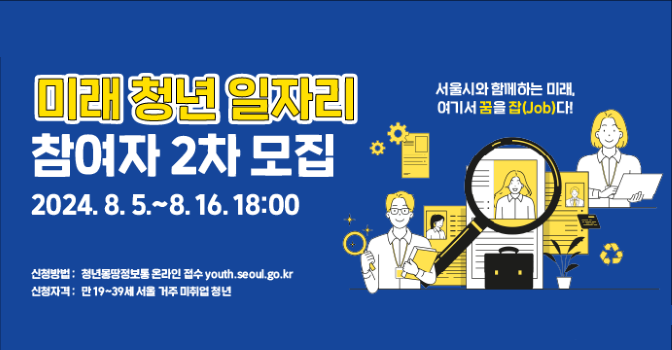 미래 청년 일자리
참여자 2차 모집
2024. 8. 5.~8. 16. 18:00
신청방법 : 청년몽땅정보통 온라인 접수 youth.seoul.go.kr
신청자격 : 만 19~39세 서울 거주 미취업 청년
서울시와 함께하는 미래,
여기서 꿈을 잡(Job)다!